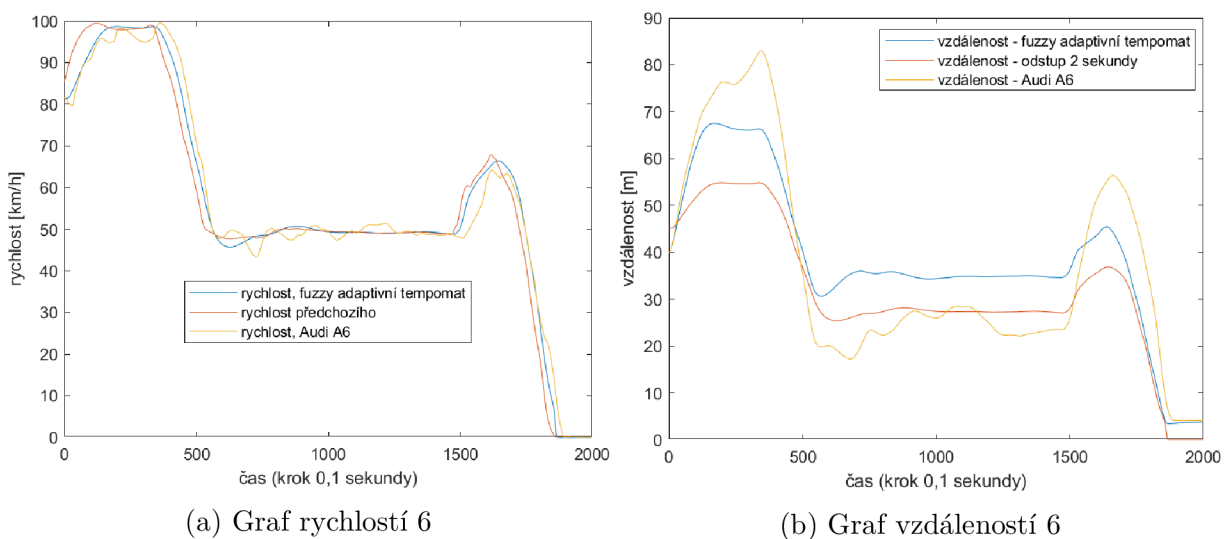 100
90
80
70
60
50
40
30
20
10
0
rychlost [km/h]
rychlost, fuzzy adaptivní tempomat
rychlost předchozího
rychlost, Audi A6
0 500 1000 1500 2000
čas (krok 0,1 sekundy)
(a) Graf rychlostí 6
90
80
70
60
50
40
30
20
10
0
vzdálenost [m]
vzdálenost - fuzzy adaptivní tempomat
vzdálenost - odstup 2 sekundy
vzdálenost - Audi A6
0 500 1000 1500 2000
čas (krok 0,1 sekundy)
(b) Graf vzdáleností 6